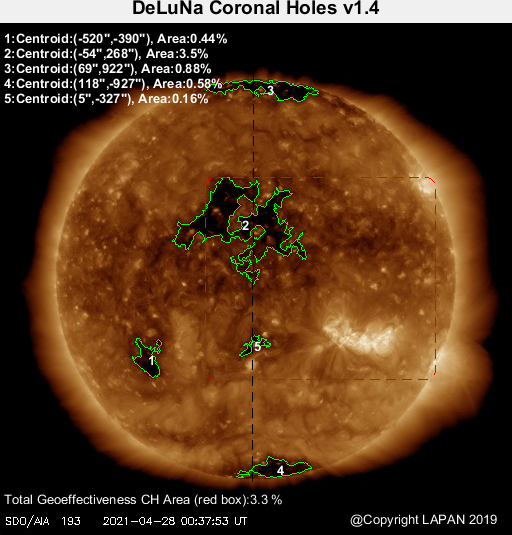 DeLuNa Coronal Holes v1.4
1:Centroid:(-520",-390"), Area:0.44%
2:Centroid:(-54",268"), Area:3.5%
3:Centroid:(69",922"), Area:0.88%
4:Centroid:(118",-927"), Area:0.58%
5:Centroid:(5",-327"), Area:0.16%
3
2
5
1
4
Total Geoeffectiveness CH Area (red box):3.3 %
SDO/AIA 193 2021-04-28 00:37:53 UT
@Copyright LAPAN 2019